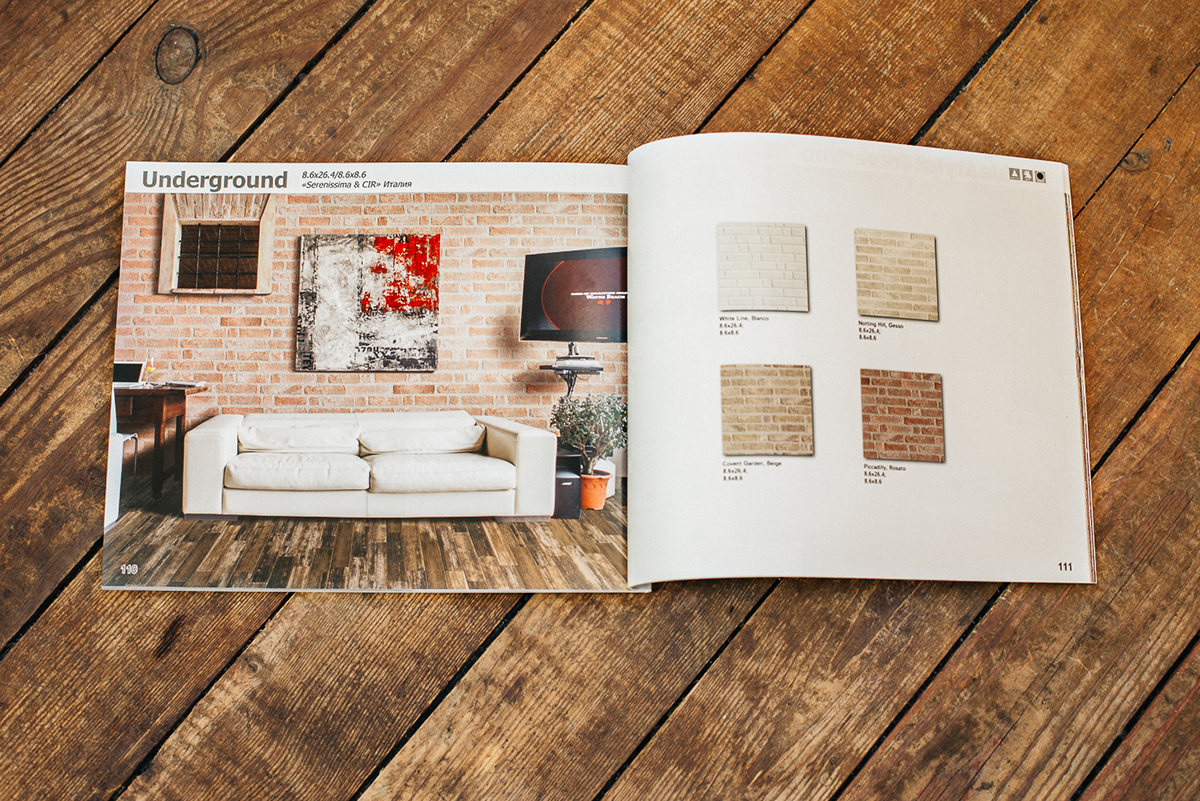 Underground
8.6x26.4/8.6x8.6
«Serenissima & CIR» Италия
110
White Line, Bianco
8.6x26.4;
8.6x8.6
Notting Hill, Gesso
8.6x26.4;
8.6x8.6
Covent Garden, Beige
8.6x26.4;
8.6x8.6
Piccadilly, Rosato
8.6x26.4;
8.6x8.6
111